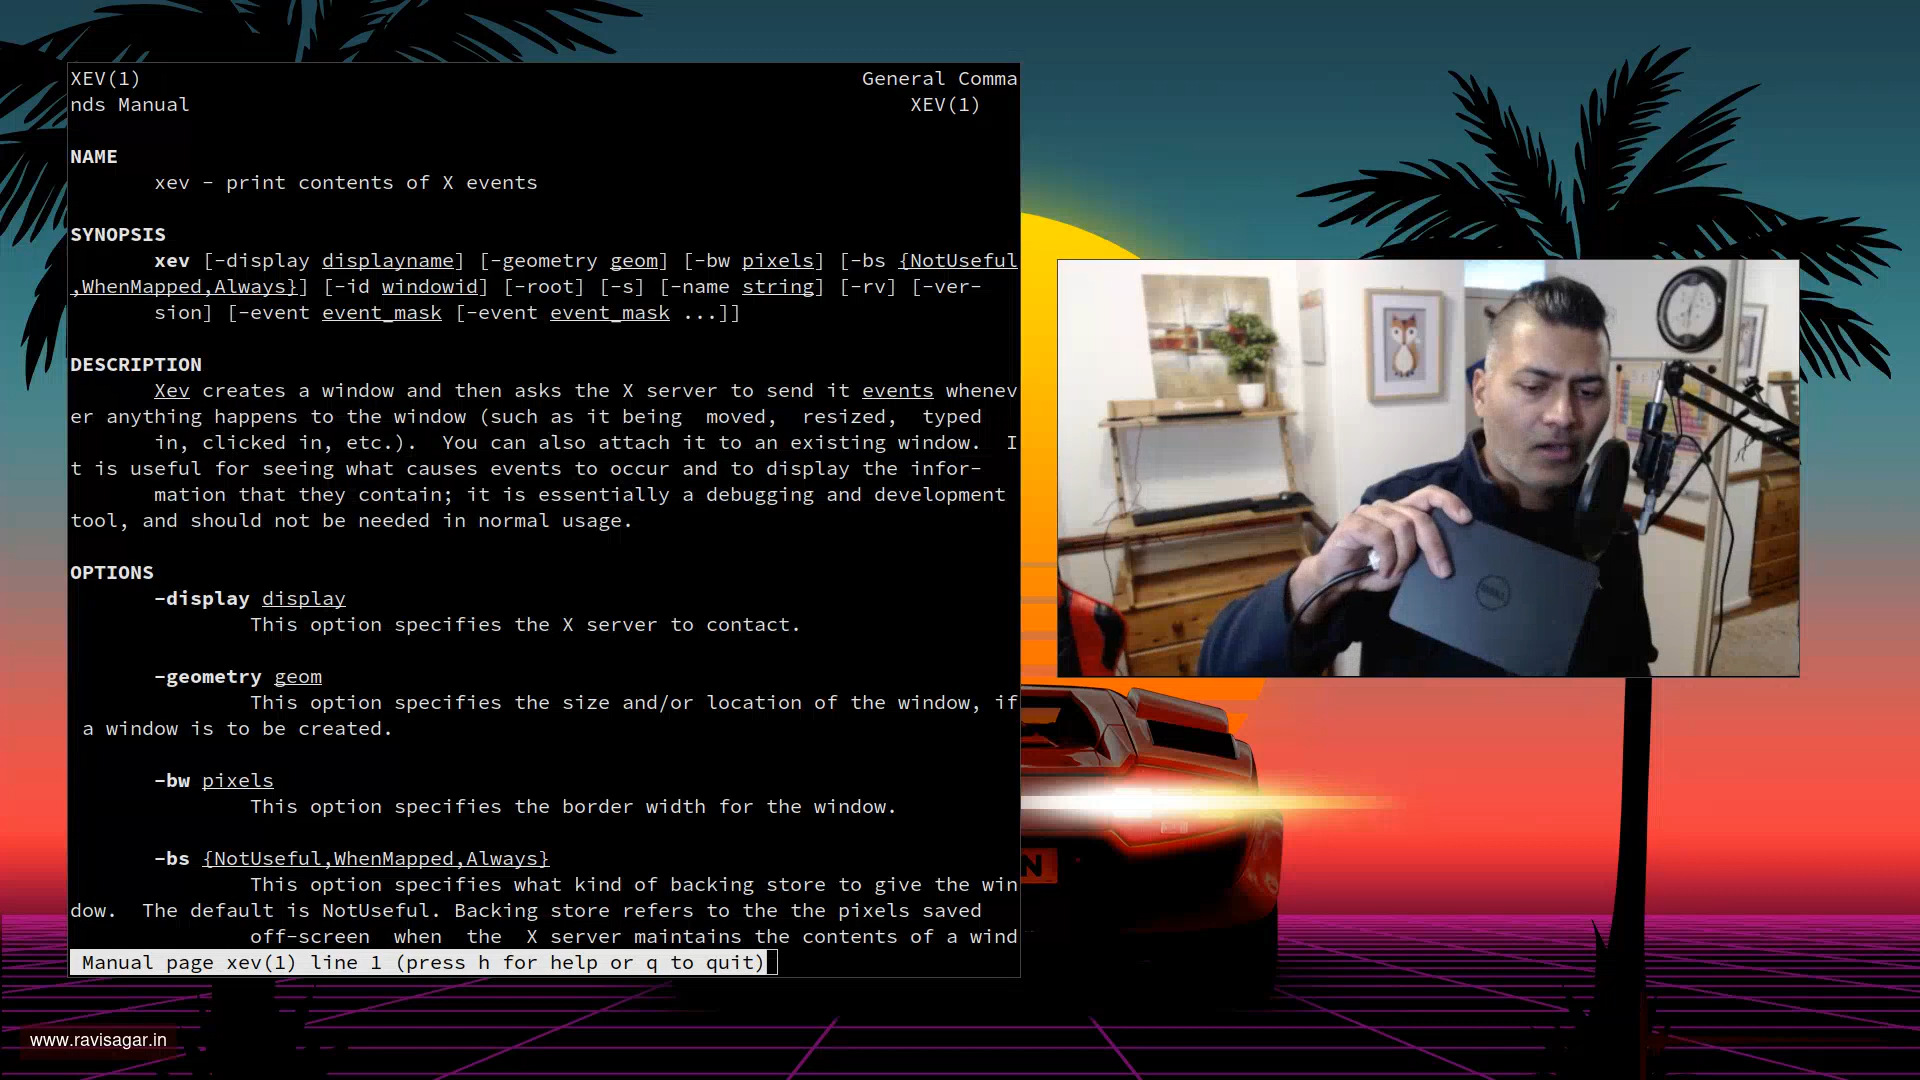 XEV(1) General Comma
nds Manual XEV(1)
NAME
xev - print contents of X events
SYNOPSIS
xev [-display displayname] [-geometry geom] [-bw pixels] [-bs {NotUseful
,WhenMapped,Always}] [-id windowid] [-root] [-s] [-name string] [-rv] [-ver-
sion] [-event event_mask [-event event_mask ...]]
DESCRIPTION
Xev creates a window and then asks the X server to send it events whenev
er anything happens to the window (such as it being moved, resized, typed
in, clicked in, etc.). You can also attach it to an existing window. I
t is useful for seeing what causes events to occur and to display the infor-
mation that they contain; it is essentially a debugging and development
tool, and should not be needed in normal usage.
OPTIONS
-display display
This option specifies the X server to contact.
-geometry geom
This option specifies the size and/or location of the window, if
a window is to be created.
-bw pixels
This option specifies the border width for the window.
-bs {NotUseful,WhenMapped,Always}
This option specifies what kind of backing store to give the win
dow. The default is NotUseful. Backing store refers to the the pixels saved
off-screen when the X server maintains the contents of a wind
Manual page xev(1) line 1 (press h for help or q to quit)
DELL
N
www.ravisagar.in